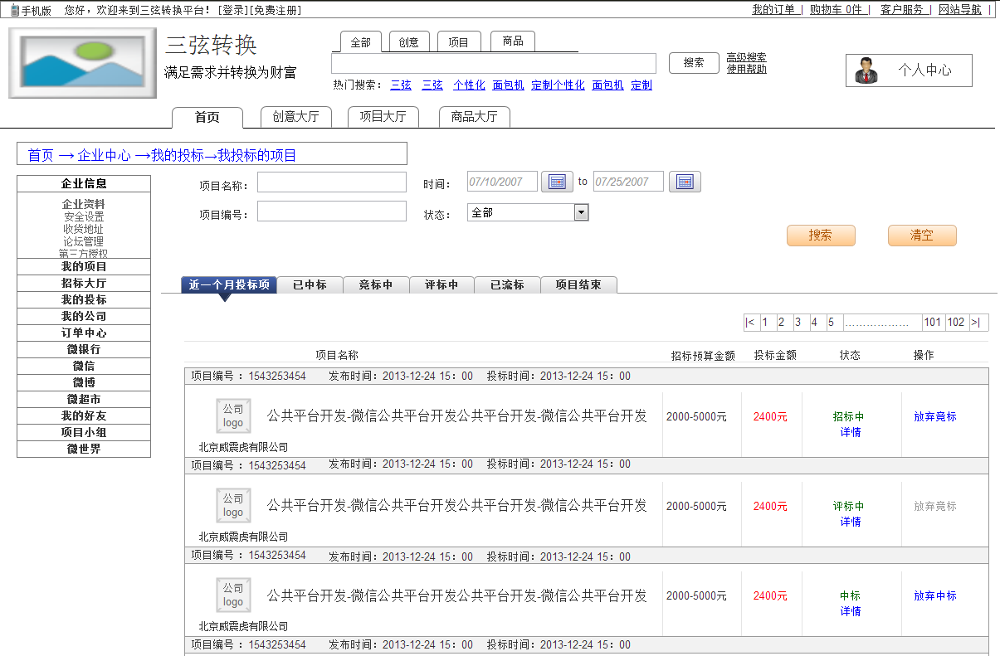 手机版 您好，欢迎来到三弦转换平台！[登录][免费注册] 我的订单 | 购物车 0件 | 客户服务 | 网站导航 |
三弦转换
满足需求并转换为财富
全部 创意 项目 商品
搜索 高级搜索
使用帮助
个人中心
热门搜索： 三弦 三弦 个性化 面包机 定制个性化 面包机 定制
首页 创意大厅 项目大厅 商品大厅
首页 → 企业中心 →我的投标→我投标的项目
企业信息
企业资料
安全设置
收货地址
论坛管理
第三方授权
我的项目
招标大厅
我的投标
我的公司
订单中心
微银行
微信
微博
微超市
我的好友
项目小组
微世界
项目名称： 时间： 07/10/2007 to 07/25/2007
项目编号： 状态： 全部
搜索 清空
近一个月投标项 已中标 竞标中 评标中 已流标 项目结束
|< 1 2 3 4 5 ……………… 101 102 >|
项目名称 招标预算金额 投标金额 状态 操作
项目编号 ：1543253454 发布时间：2013-12-24 15：00 投标时间：2013-12-24 15：00
公司
logo
公共平台开发-微信公共平台开发公共平台开发-微信公共平台开发 2000-5000元 2400元 招标中 放弃竟标
详情
北京威震虎有限公司
项目编号 ：1543253454 发布时间：2013-12-24 15：00 投标时间：2013-12-24 15：00
公司
logo
公共平台开发-微信公共平台开发公共平台开发-微信公共平台开发 2000-5000元 2400元 评标中 放弃竟标
详情
北京威震虎有限公司
项目编号 ：1543253454 发布时间：2013-12-24 15：00 投标时间：2013-12-24 15：00
公司
logo
公共平台开发-微信公共平台开发公共平台开发-微信公共平台开发 2000-5000元 2400元 中标 放弃中标
详情
北京威震虎有限公司
项目编号 ：1543253454 发布时间：2013-12-24 15：00 投标时间：2013-12-24 15：00